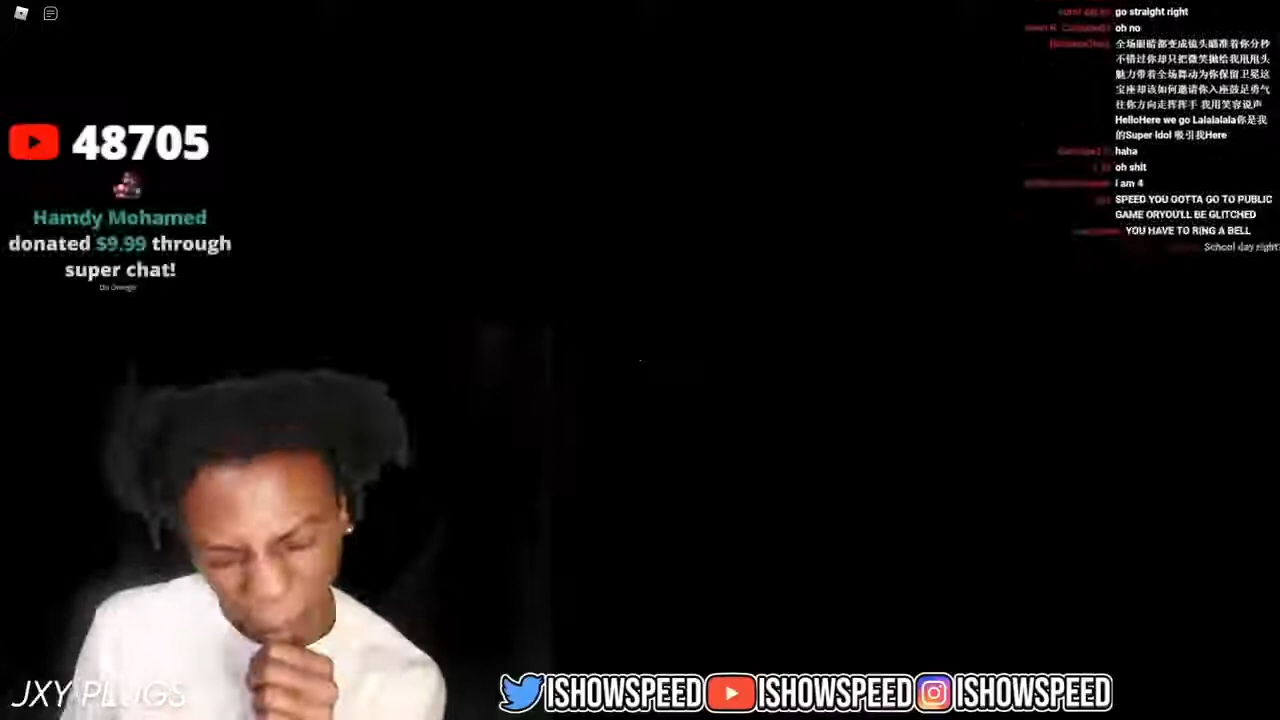 48705
Hamdy Mohamed
donated $9.99 through
super chat!
go straight right
oh no
全场眼睛都变成镜头瞄准着你分秒
不错过你却只把微笑抛给我甩甩头
魅力带着全场舞动为你保留卫冕这
宝座却该如何邀请你入座鼓足勇气
往你方向走挥挥手 我用笑容说声
HelloHere we go Lalalalala你是我
的Super Idol 吸引我Here
haha
oh shit
i am 4
SPEED YOU GOTTA GO TO PUBLIC
GAME ORYOU'LL BE GLITCHED
YOU HAVE TO RING A BELL
School day right
JXY PLUGS
ISHOWSPEED ISHOWSPEED ISHOWSPEED